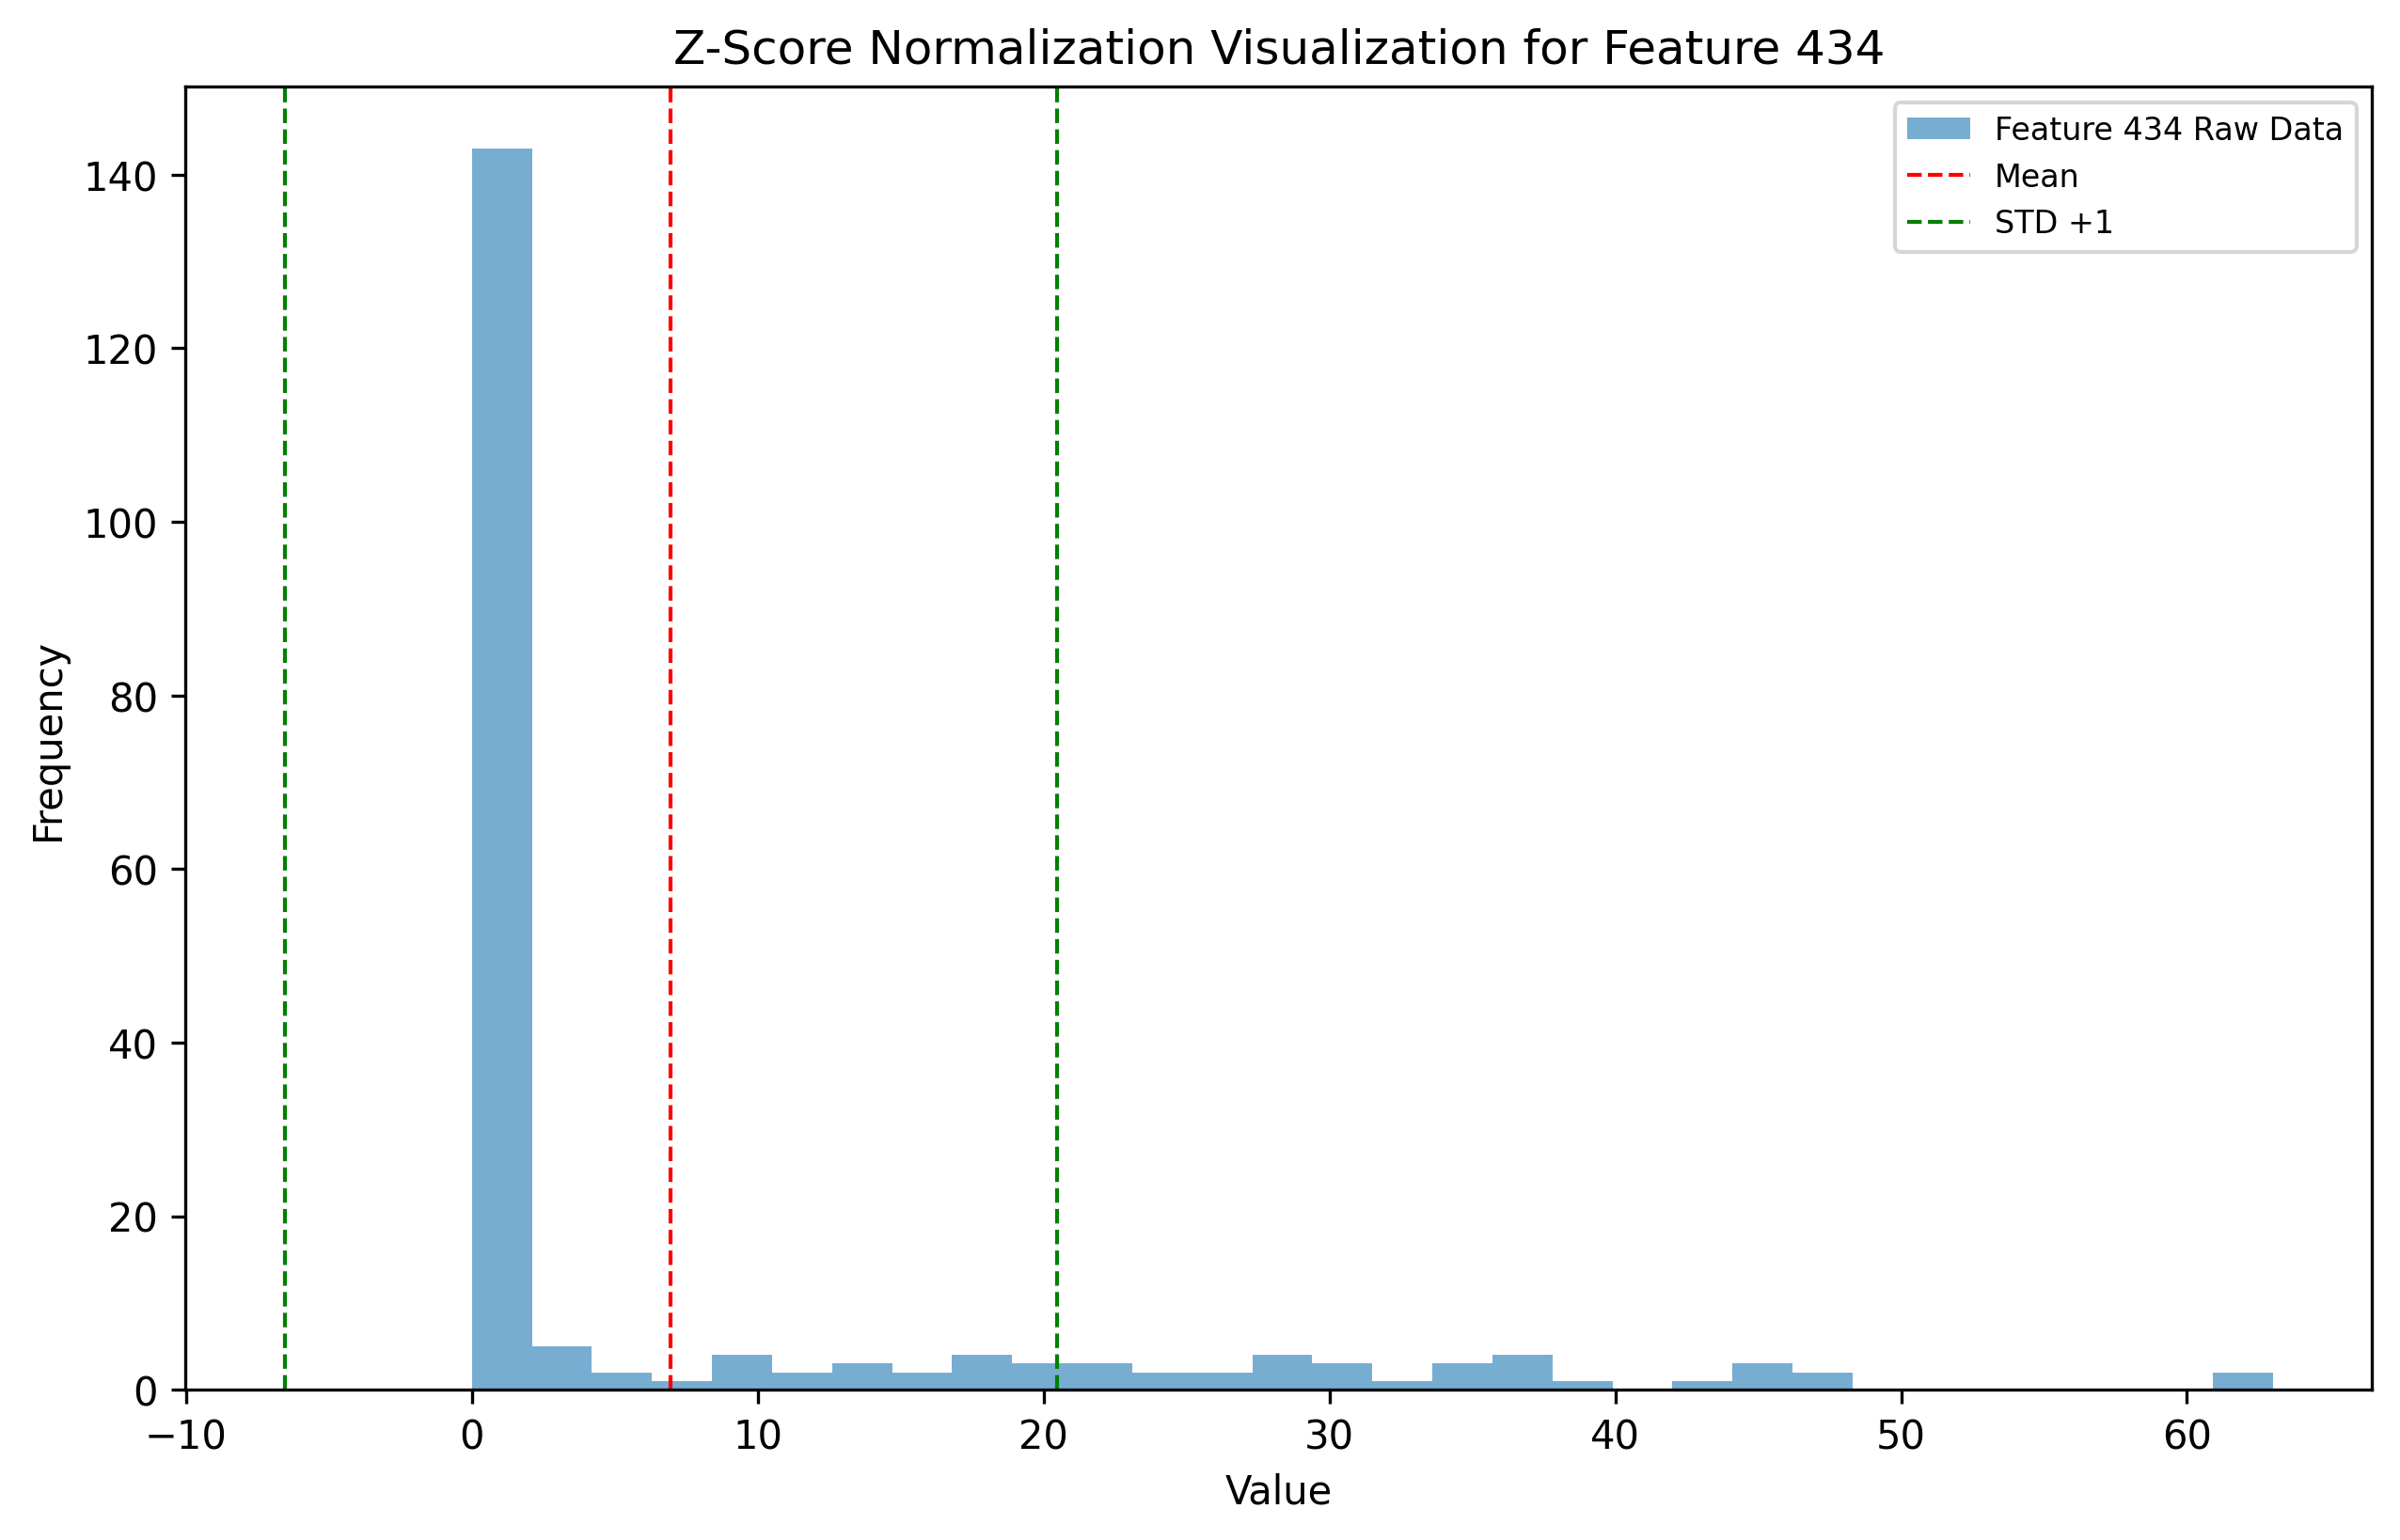 Z-Score Normalization Visualization for Feature 434
Feature 434 Raw Data
Mean
STD +1
140
120
100
80
60
40
20
0
Frequency
−10 0 10 20 30 40 50 60
Value